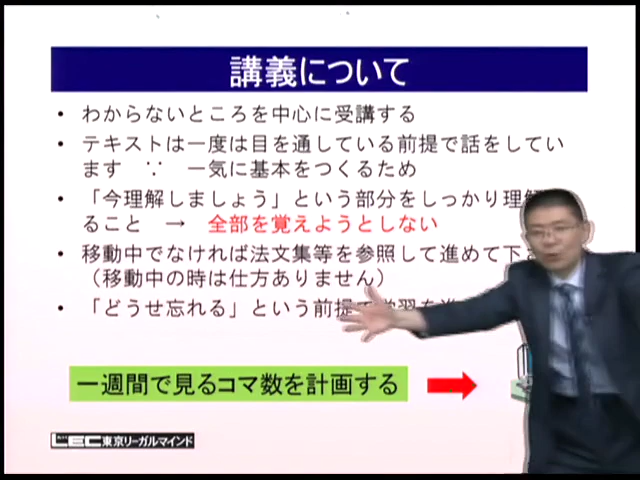 講義について
・ わからないところを中心に受講する
・ テキストは一度は目を通している前提で話をしてい
ます ∵ 一気に基本をつくるため
・ 「今理解しましょう」という部分をしっかり理解
ること → 全部を覚えようとしない
・ 移動中でなければ法文集等を参照して進めて下
（移動中の時は仕方ありません）
・ 「どうせ忘れる」という前提で学習を
一週間で見るコマ数を計画する
LEC東京リーガルマインド